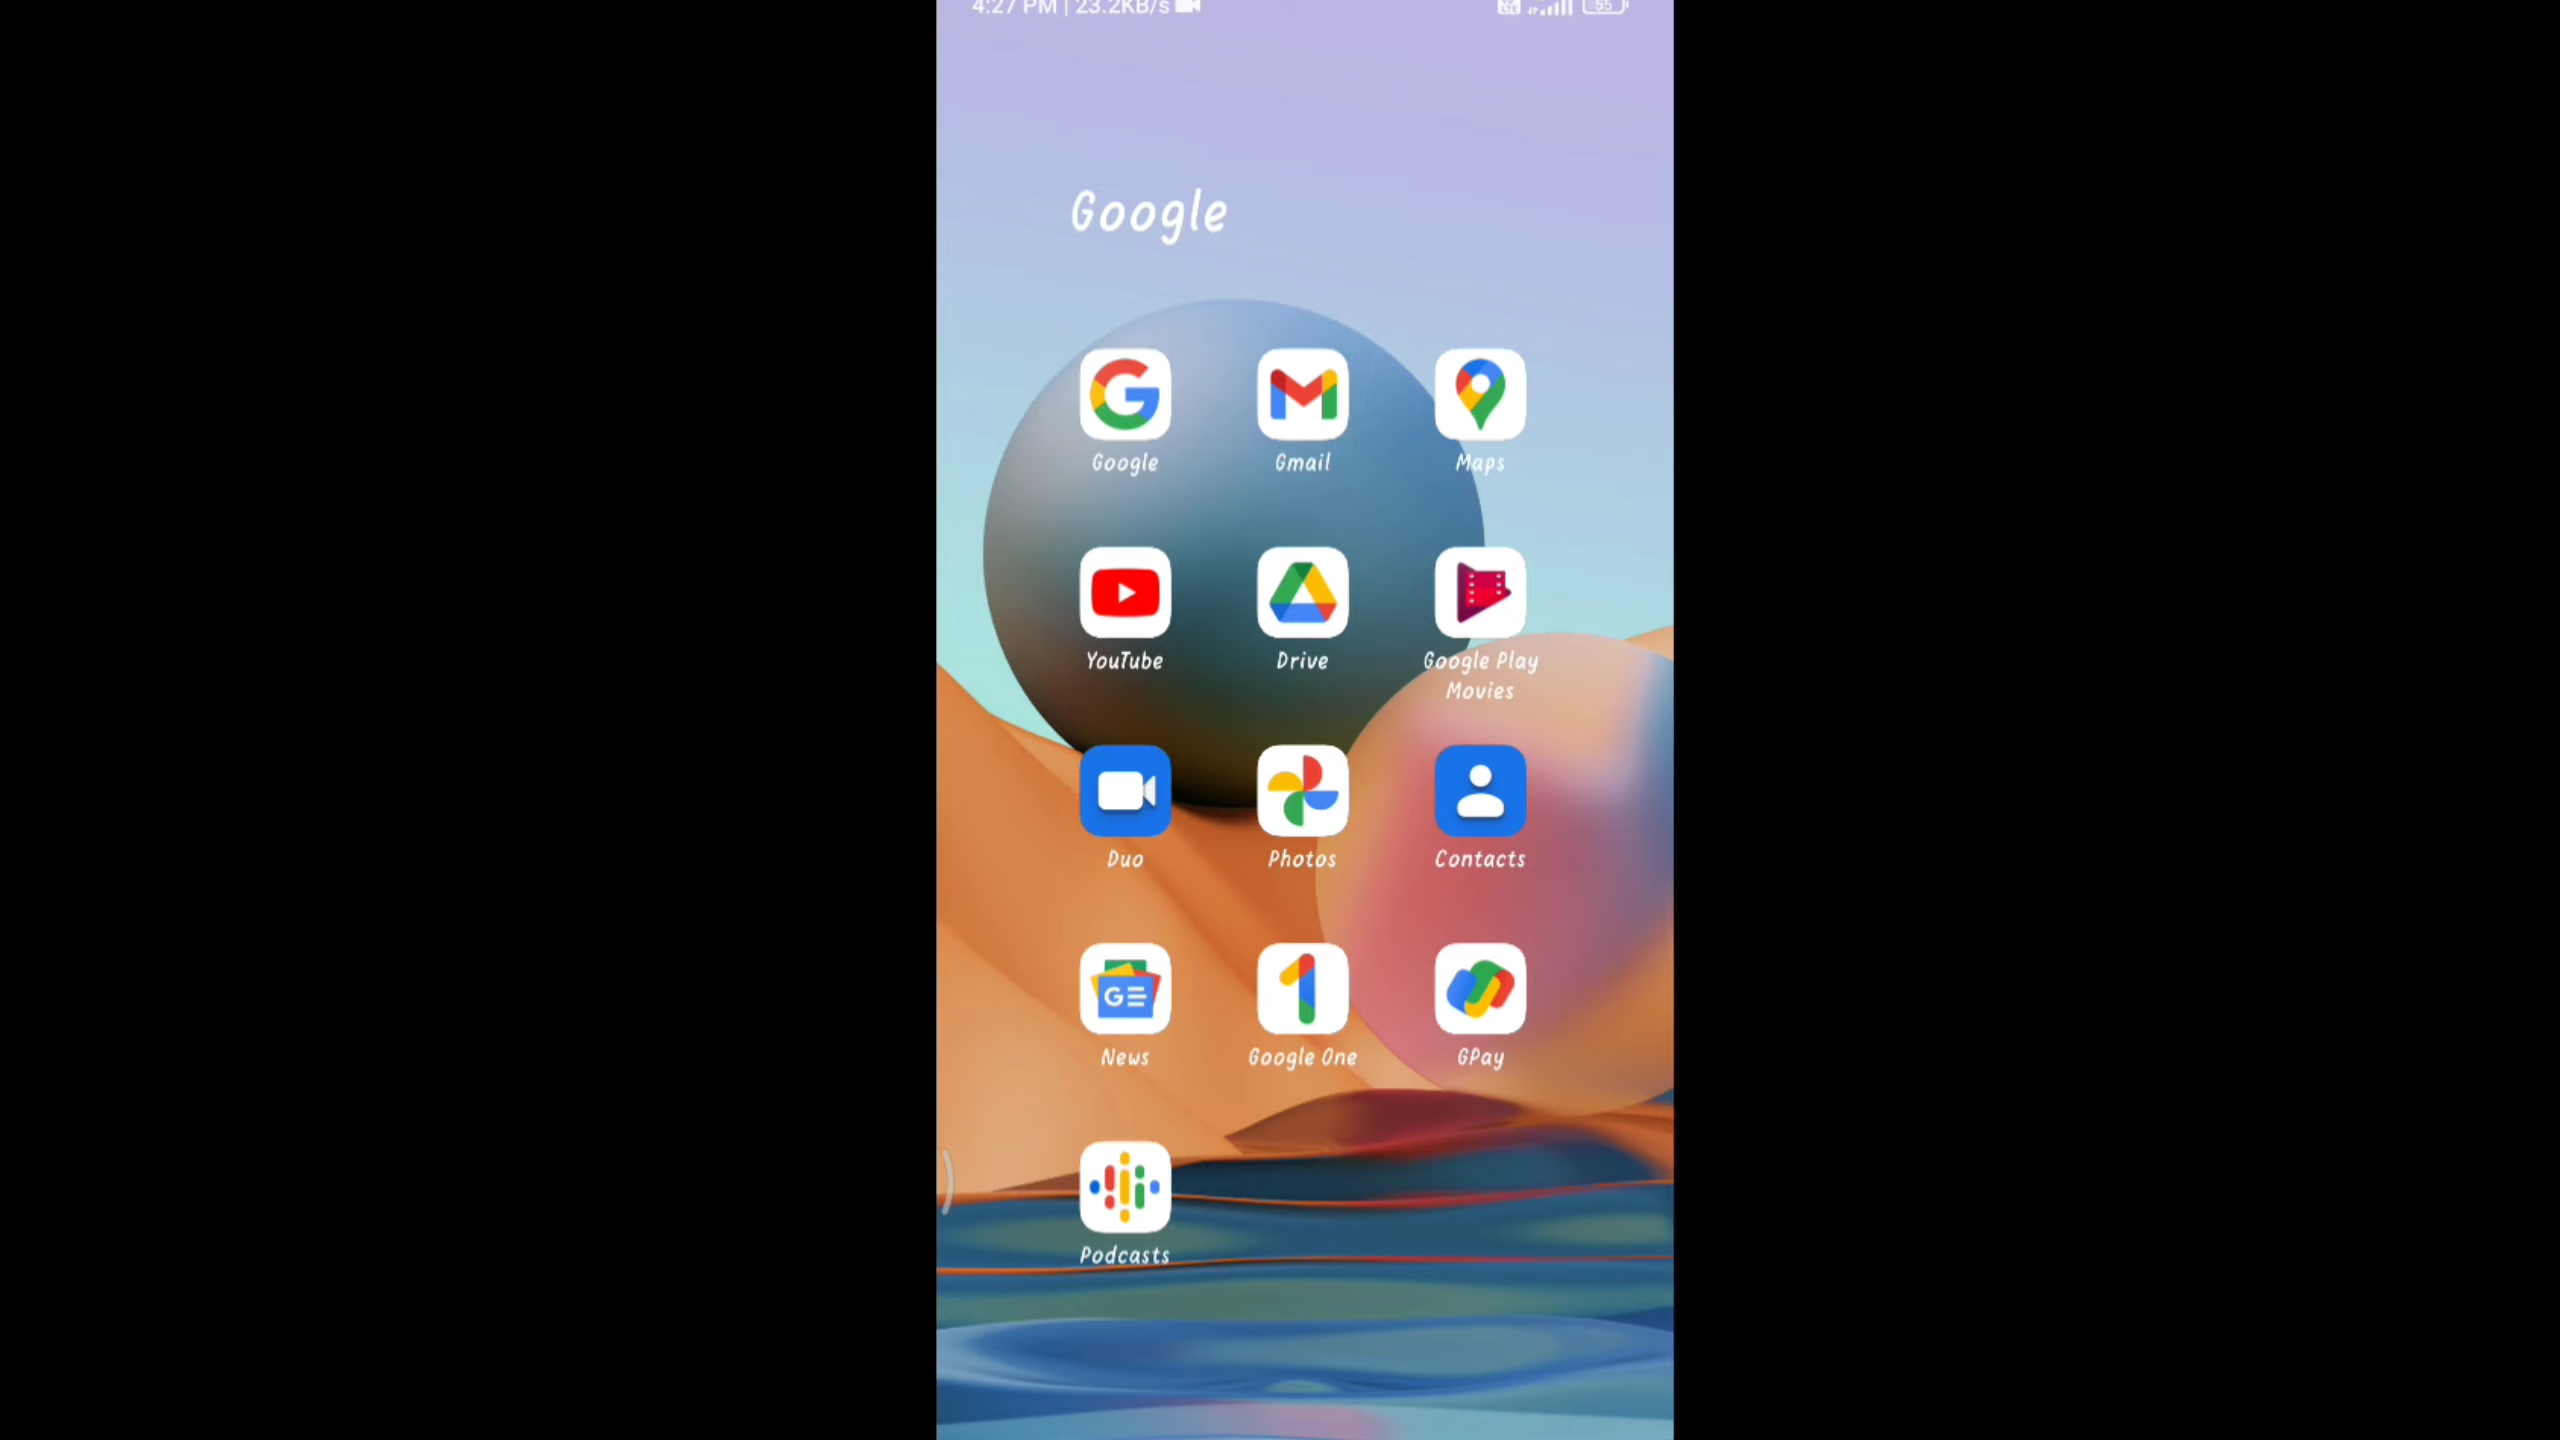 4:27 PM | 23.2KB/s
55
Google
Google
Gmail
Maps
YouTube
Drive
Google Play
Movies
Duo
Photos
Contacts
News
Google One
GPay
Podcasts